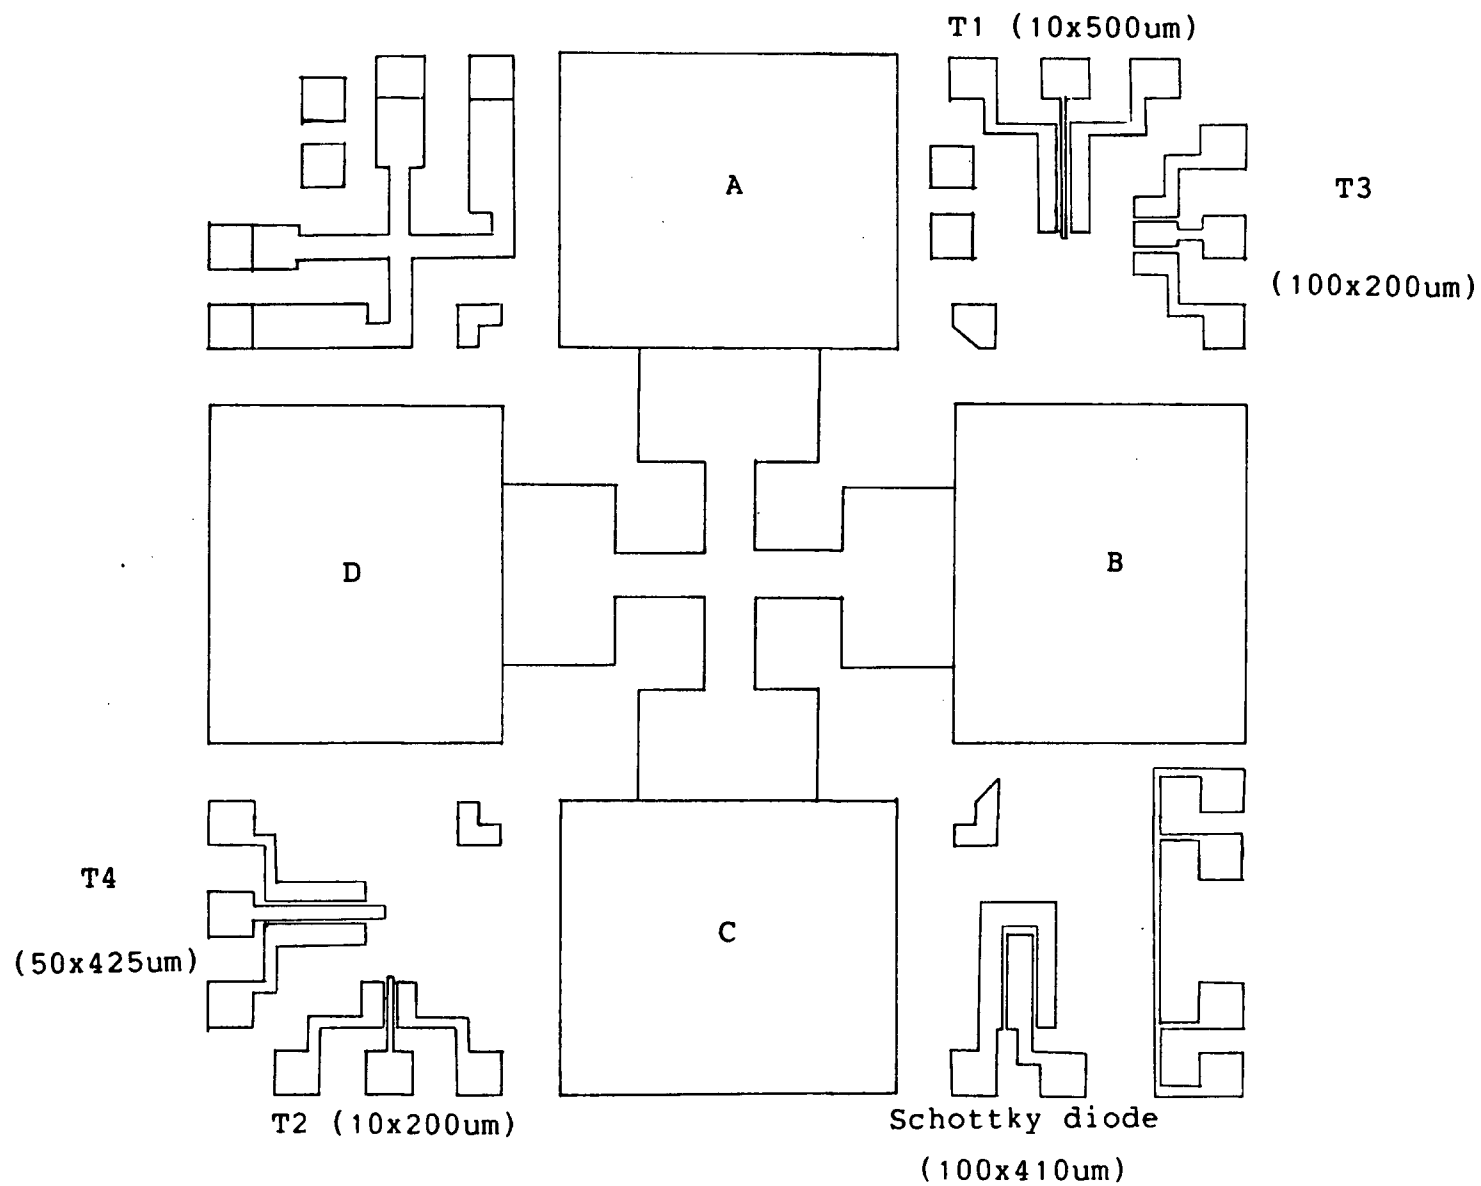 T1 (10x500um)
A
T3
(100x200um)
D
B
T4
(50x425um)
C
T2 (10x200um)
Schottky diode
(100x410um)